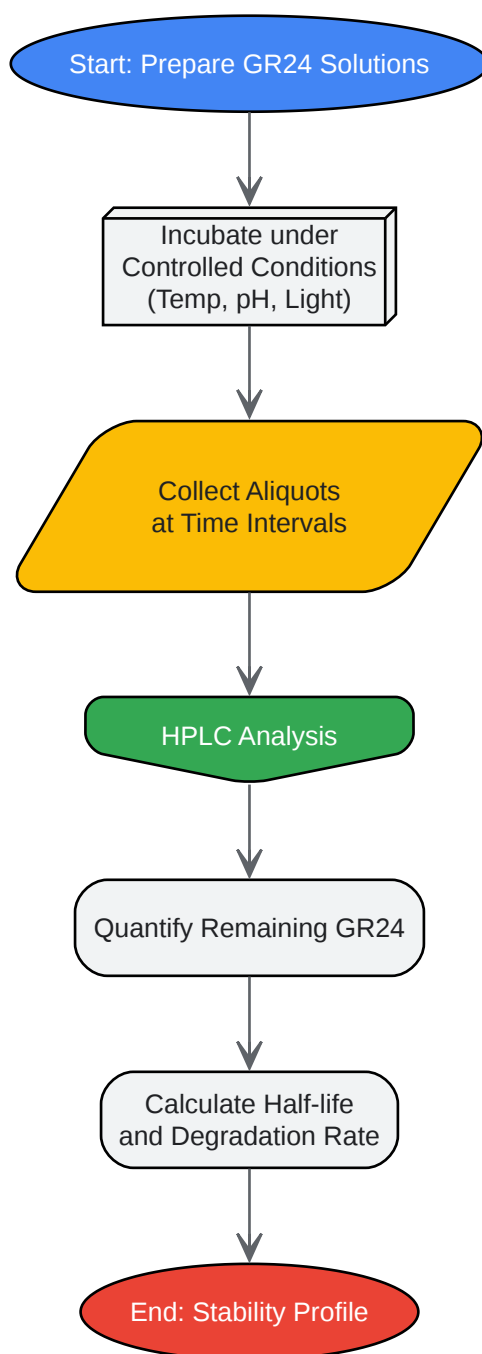 Start: Prepare GR24 Solutions
Incubate under
Controlled Conditions
(Temp, pH, Light)
Collect Aliquots
at Time Intervals
HPLC Analysis
Quantify Remaining GR24
Calculate Half-life
and Degradation Rate
End: Stability Profile